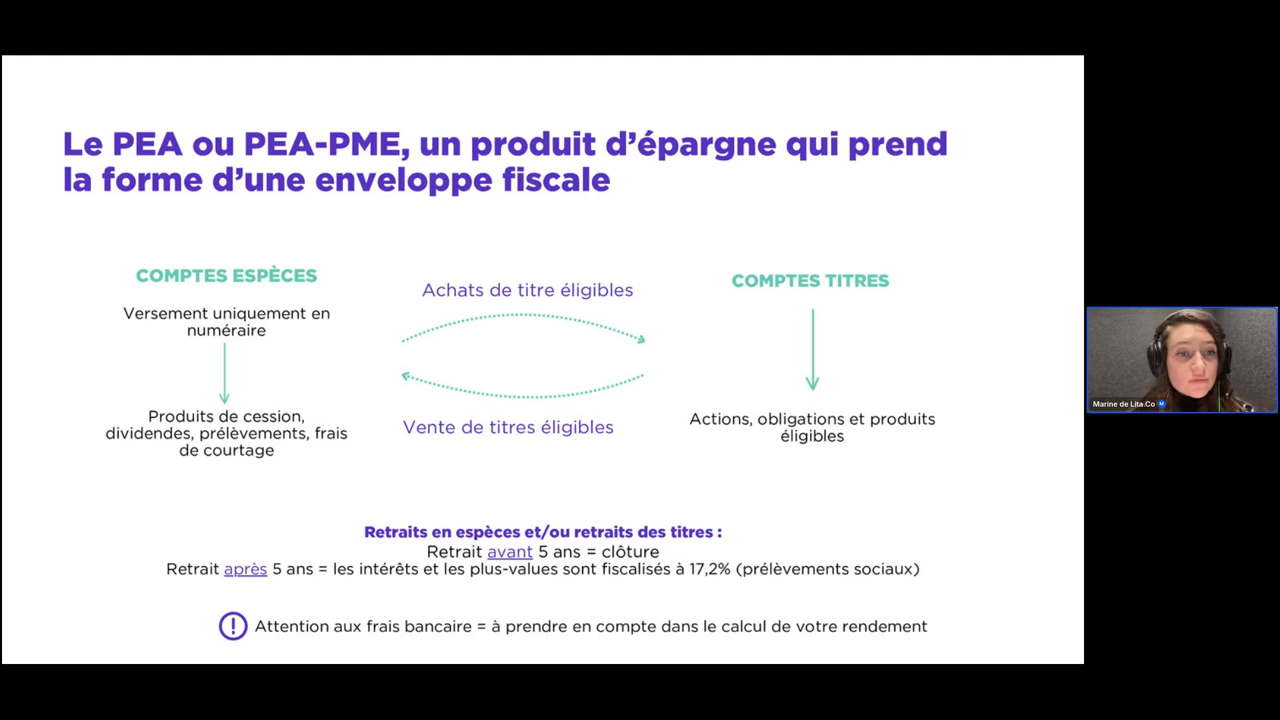 Le PEA ou PEA-PME, un produit d’épargne qui prend
la forme d’une enveloppe fiscale
COMPTES ESPÈCES
Versement uniquement en
numéraire
Produits de cession,
dividendes, prélèvements, frais
de courtage
Achats de titre éligibles
Vente de titres éligibles
COMPTES TITRES
Actions, obligations et produits
éligibles
Retraits en espèces et/ou retraits des titres :
Retrait avant 5 ans = clôture
Retrait après 5 ans = les intérêts et les plus-values sont fiscalisés à 17,2% (prélèvements sociaux)
! Attention aux frais bancaire = à prendre en compte dans le calcul de votre rendement
Marine de Lita.Co